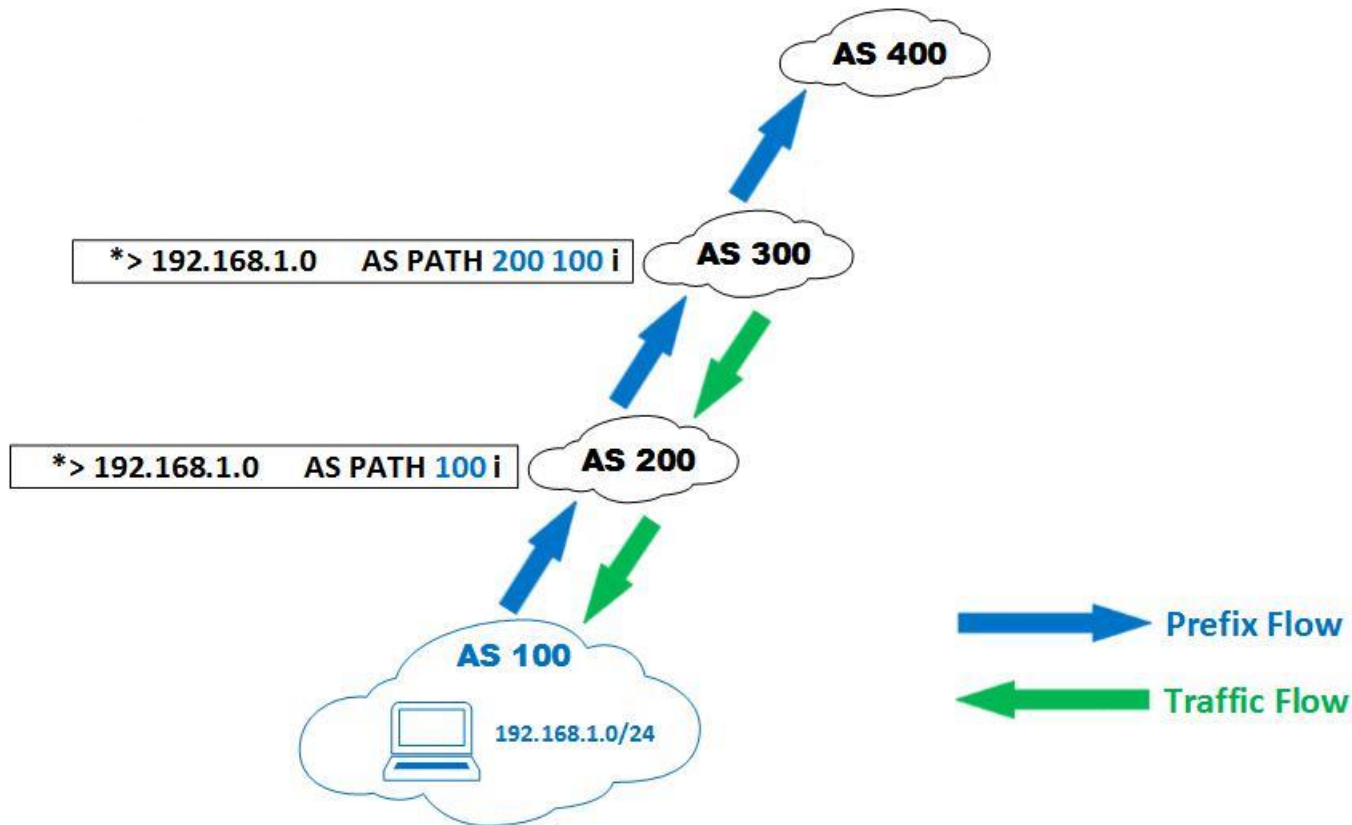 AS 400
*> 192.168.1.0 AS PATH 200 100 i
AS 300
*> 192.168.1.0 AS PATH 100 i
AS 200
AS 100
192.168.1.0/24
Prefix Flow
Traffic Flow